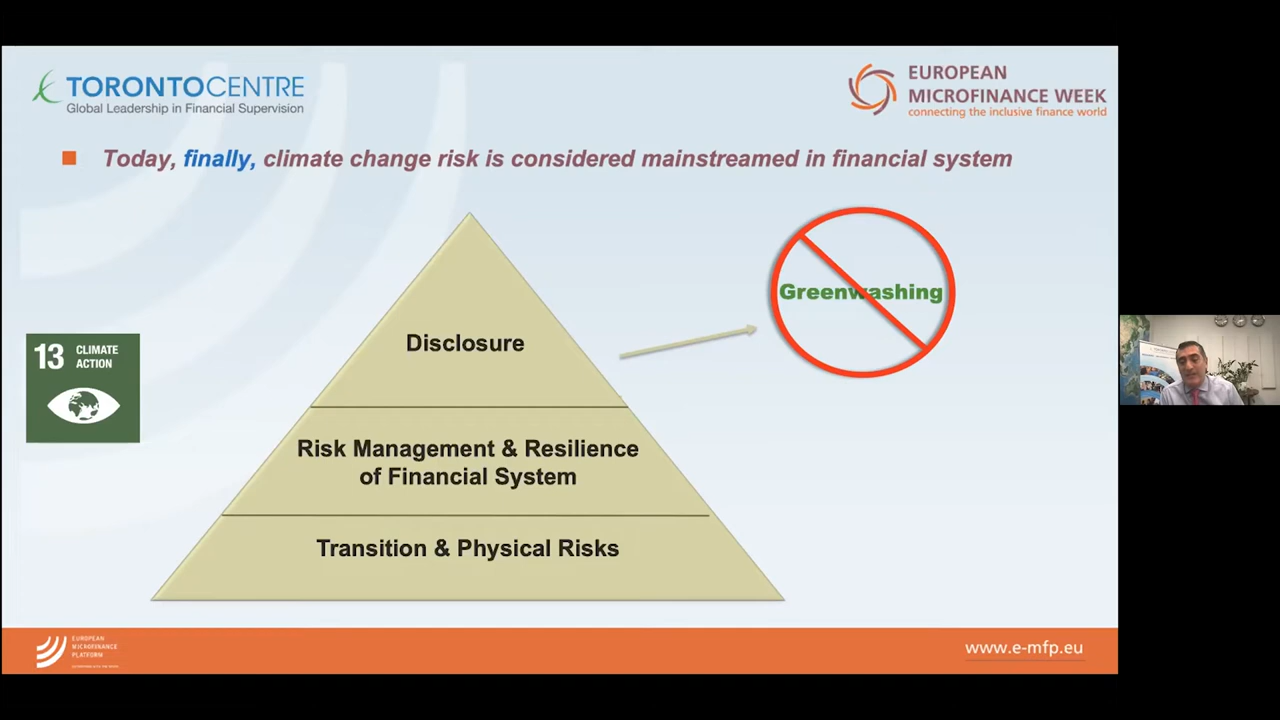 TORONTOCENTRE
Global Leadership in Financial Supervision
EUROPEAN
MICROFINANCE WEEK
connecting the inclusive finance world
Today, finally, climate change risk is considered mainstreamed in financial system
Greenwashing
Disclosure
13 CLIMATE
ACTION
Risk Management & Resilience
of Financial System
Transition & Physical Risks
EUROPEAN
MICROFINANCE
PLATFORM
www.e-mfp.eu